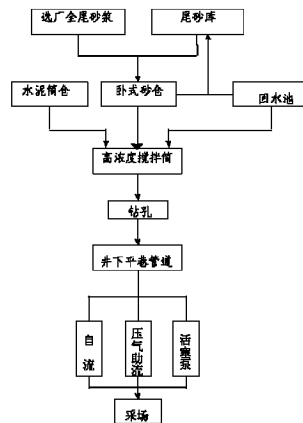 选厂全尾砂浆
尾砂库
水泥筒仓
卧式砂仓
回水池
高浓度搅拌筒
钻孔
井下平巷管道
自流
压气助流
活塞泵
采场